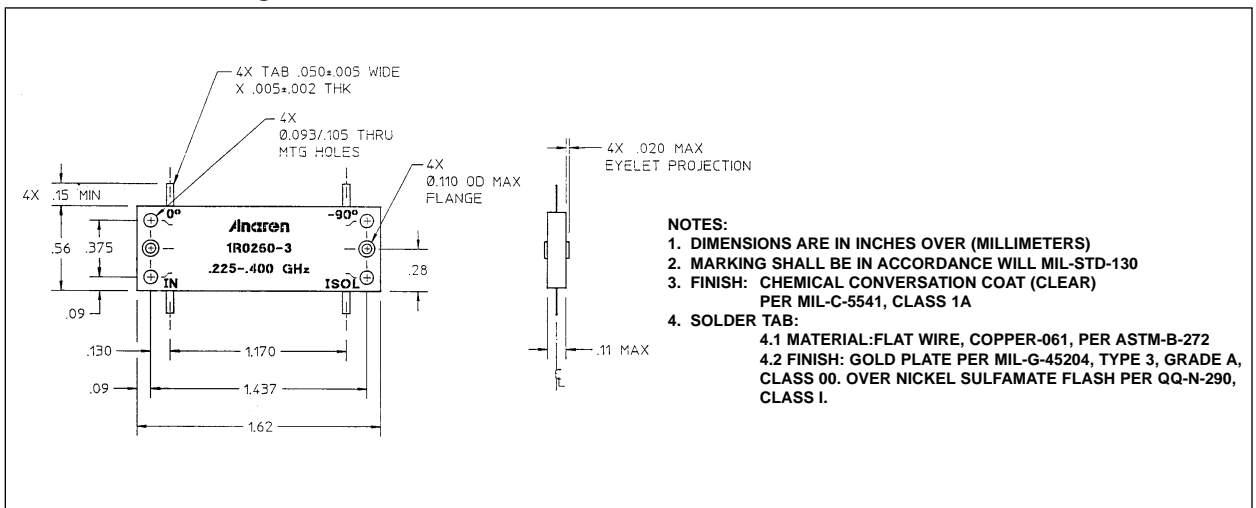 4X TAB .050±.005 WIDE
X .005±.002 THK
4X
Ø.093/.105 THRU
MTG HOLES
4X
Ø.110 OD MAX
FLANGE
4X .020 MAX
EYELET PROJECTION
4X .15 MIN
0°
-90°
Anaren
1R0260-3
.225-.400 GHz
IN
ISOL
.56
.375
.28
.09
.130
1.170
.11 MAX
.09
1.437
1.62
NOTES:
1. DIMENSIONS ARE IN INCHES OVER (MILLIMETERS)
2. MARKING SHALL BE IN ACCORDANCE WILL MIL-STD-130
3. FINISH: CHEMICAL CONVERSATION COAT (CLEAR)
PER MIL-C-5541, CLASS 1A
4. SOLDER TAB:
4.1 MATERIAL:FLAT WIRE, COPPER-061, PER ASTM-B-272
4.2 FINISH: GOLD PLATE PER MIL-G-45204, TYPE 3, GRADE A,
CLASS 00. OVER NICKEL SULFAMATE FLASH PER QQ-N-290,
CLASS I.